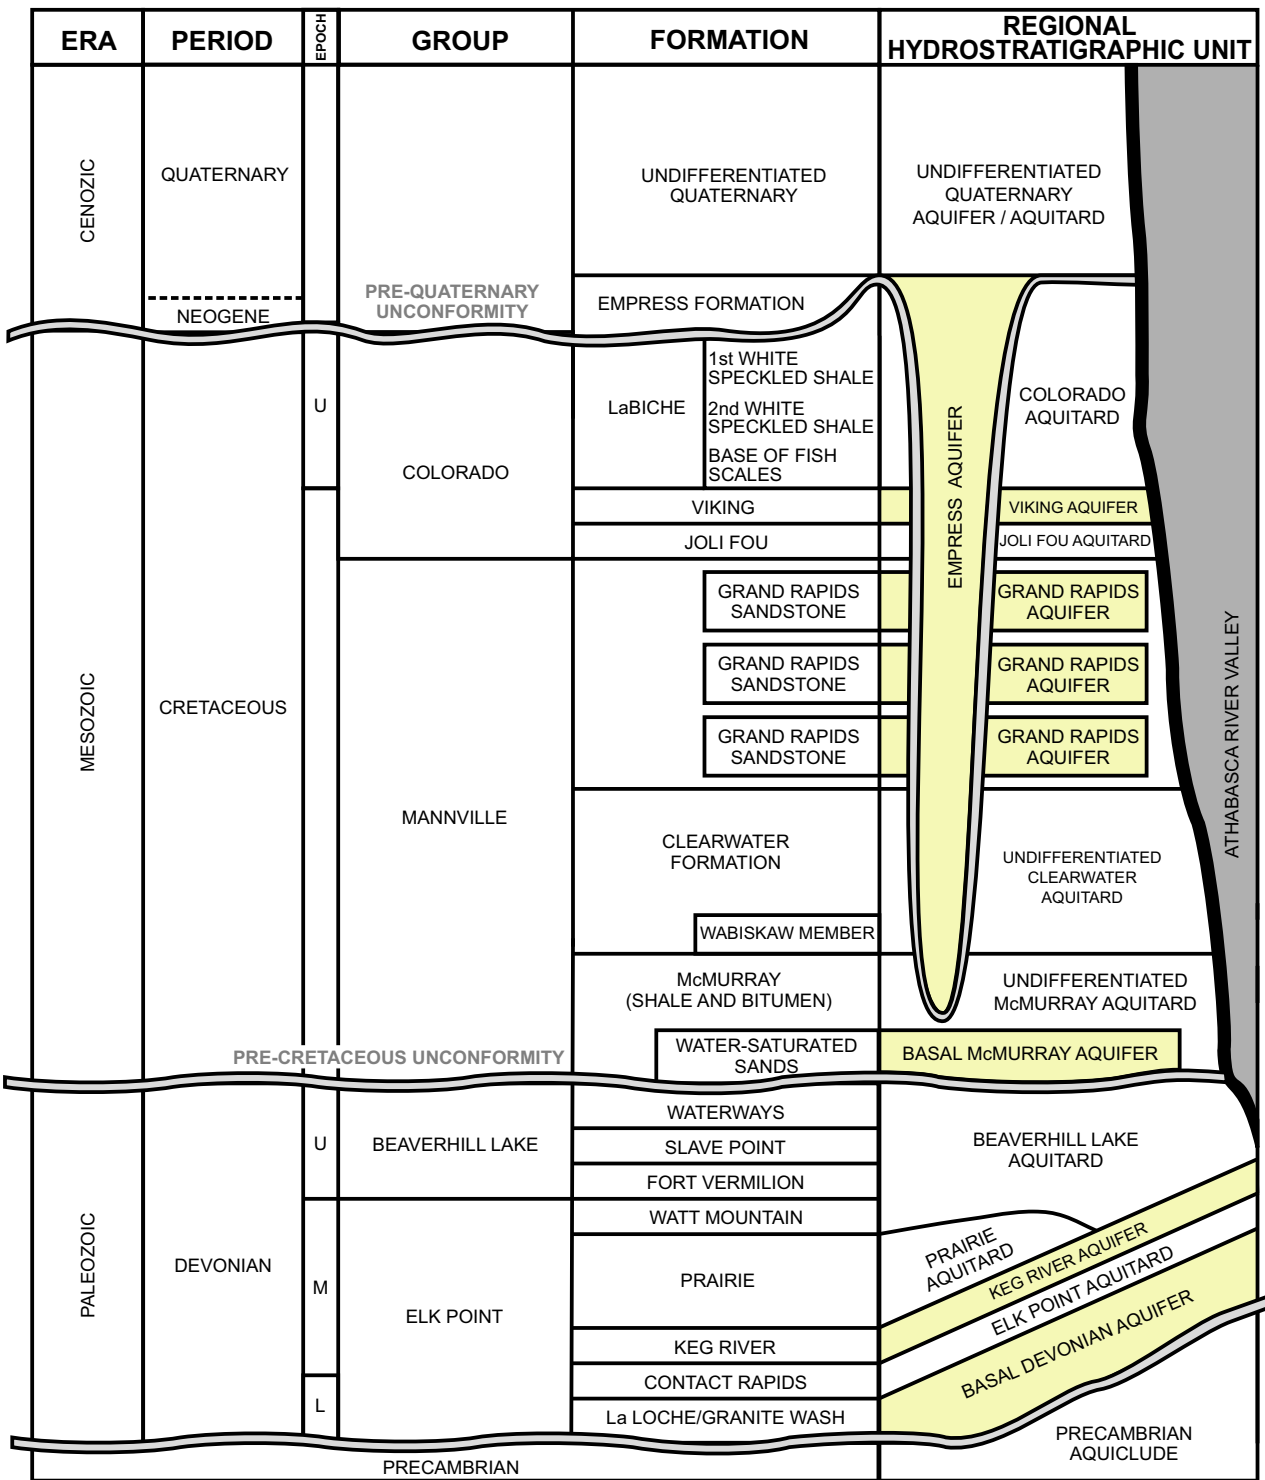 ERA
PERIOD
EPOCH
GROUP
FORMATION
REGIONAL
HYDROSTRATIGRAPHIC UNIT
CENOZIC
QUATERNARY
UNDIFFERENTIATED
QUATERNARY
UNDIFFERENTIATED
QUATERNARY
AQUIFER / AQUITARD
NEOGENE
PRE-QUATERNARY
UNCONFORMITY
EMPRESS FORMATION
MESOZOIC
CRETACEOUS
U
COLORADO
LaBICHE
1st WHITE
SPECKLED SHALE
2nd WHITE
SPECKLED SHALE
BASE OF FISH
SCALES
EMPRESS AQUIFER
COLORADO
AQUITARD
ATHABASCA RIVER VALLEY
VIKING
VIKING AQUIFER
JOLI FOU
JOLI FOU AQUITARD
MANNVILLE
GRAND RAPIDS
SANDSTONE
GRAND RAPIDS
AQUIFER
GRAND RAPIDS
SANDSTONE
GRAND RAPIDS
AQUIFER
GRAND RAPIDS
SANDSTONE
GRAND RAPIDS
AQUIFER
CLEARWATER
FORMATION
UNDIFFERENTIATED
CLEARWATER
AQUITARD
WABISKAW MEMBER
McMURRAY
(SHALE AND BITUMEN)
UNDIFFERENTIATED
McMURRAY AQUITARD
PRE-CRETACEOUS UNCONFORMITY
WATER-SATURATED
SANDS
BASAL McMURRAY AQUIFER
PALEOZOIC
DEVONIAN
U
BEAVERHILL LAKE
WATERWAYS
SLAVE POINT
FORT VERMILION
BEAVERHILL LAKE
AQUITARD
M
L
ELK POINT
WATT MOUNTAIN
PRAIRIE
KEG RIVER
CONTACT RAPIDS
La LOCHE/GRANITE WASH
PRAIRIE
AQUITARD
KEG RIVER AQUIFER
ELK POINT AQUITARD
BASAL DEVONIAN AQUIFER
PRECAMBRIAN
PRECAMBRIAN
AQUICLUDE